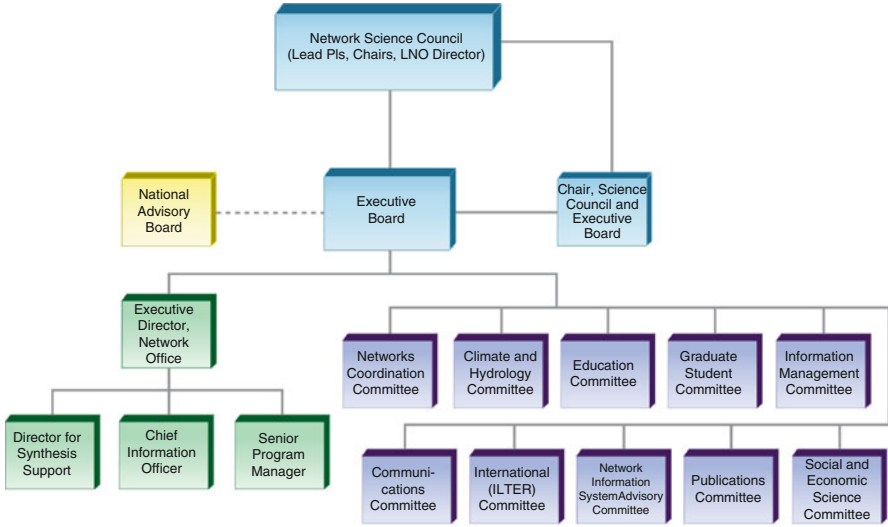 Network Science Council
(Lead PIs, Chairs, LNO Director)
National
Advisory
Board
Executive
Board
Chair, Science
Council and
Executive
Board
Executive
Director,
Network
Office
Director for
Synthesis
Support
Chief
Information
Officer
Senior
Program
Manager
Networks
Coordination
Committee
Climate and
Hydrology
Committee
Education
Committee
Graduate
Student
Committee
Information
Management
Committee
Communi-
cations
Committee
International
(ILTER)
Committee
Network
Information
SystemAdvisory
Committee
Publications
Committee
Social and
Economic
Science
Committee